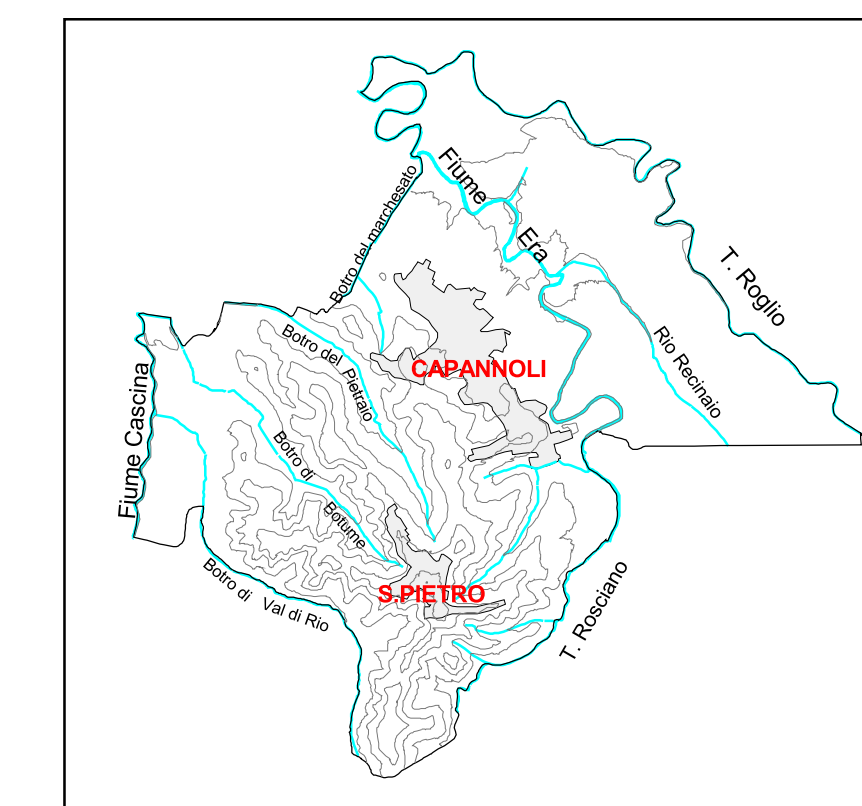 Fiume
Era
Botro del marchesato
T. Roglio
Botro del
Pietraio
Rio Recinaio
CAPANNOLI
Fiume Cascina
Botro di
Botume
S.PIETRO
Botro di
Val di Rio
T. Rosciano